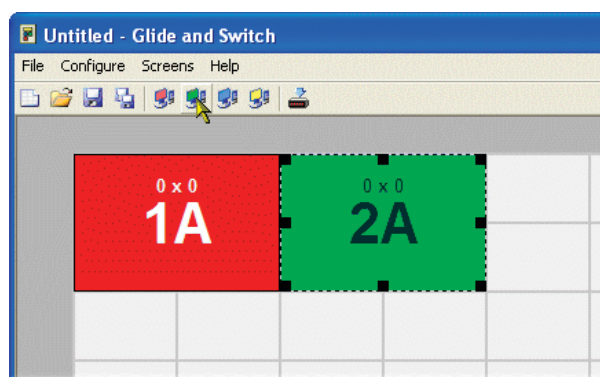 Untitled - Glide and Switch
File Configure Screens Help
0 x 0 0 x 0
1A 2A